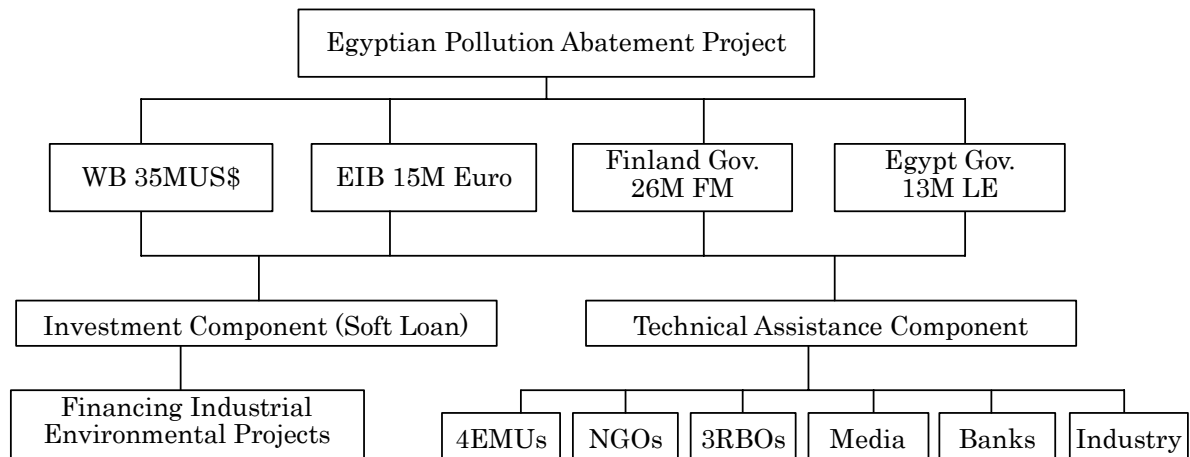 Egyptian Pollution Abatement Project
WB 35MUS$
EIB 15M Euro
Finland Gov.
26M FM
Egypt Gov.
13M LE
Investment Component (Soft Loan)
Technical Assistance Component
Financing Industrial
Environmental Projects
4EMUs
NGOs
3RBOs
Media
Banks
Industry